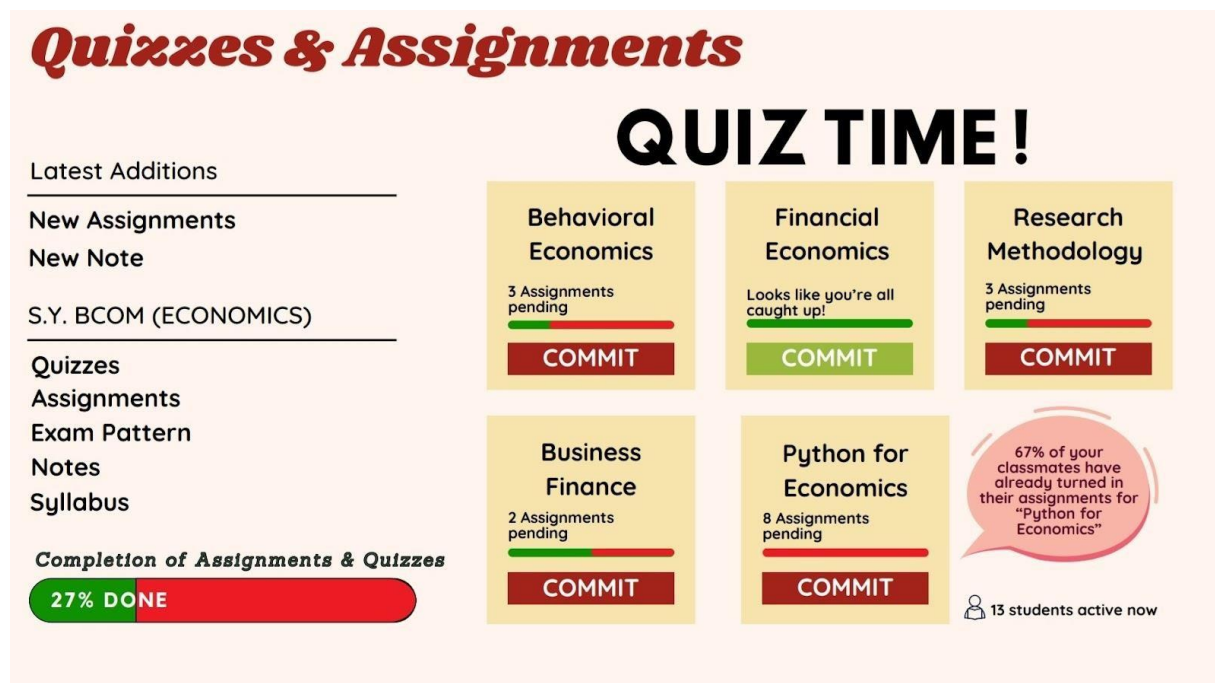 Quizzes & Assignments
Latest Additions
New Assignments
New Note
S.Y. BCOM (ECONOMICS)
Quizzes
Assignments
Exam Pattern
Notes
Syllabus
Completion of Assignments & Quizzes
27% DONE
QUIZ TIME!
Behavioral
Economics
3 Assignments
pending
COMMIT
Financial
Economics
Looks like you're all
caught up!
COMMIT
Research
Methodology
3 Assignments
pending
COMMIT
Business
Finance
2 Assignments
pending
COMMIT
Python for
Economics
8 Assignments
pending
COMMIT
67% of your
classmates have
already turned in
their assignments for
“Python for
Economics”
13 students active now